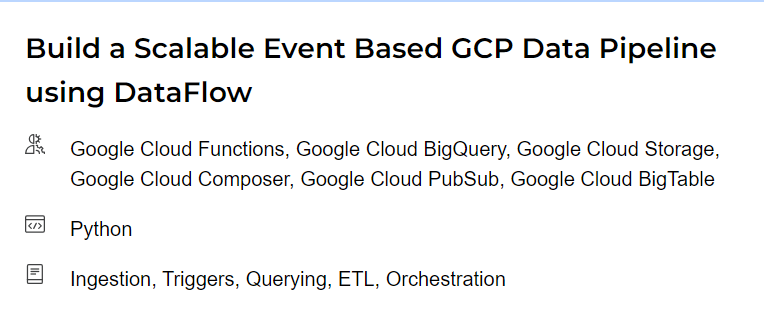 Build a Scalable Event Based GCP Data Pipeline
using DataFlow
Google Cloud Functions, Google Cloud BigQuery, Google Cloud Storage,
Google Cloud Composer, Google Cloud PubSub, Google Cloud BigTable
Python
Ingestion, Triggers, Querying, ETL, Orchestration